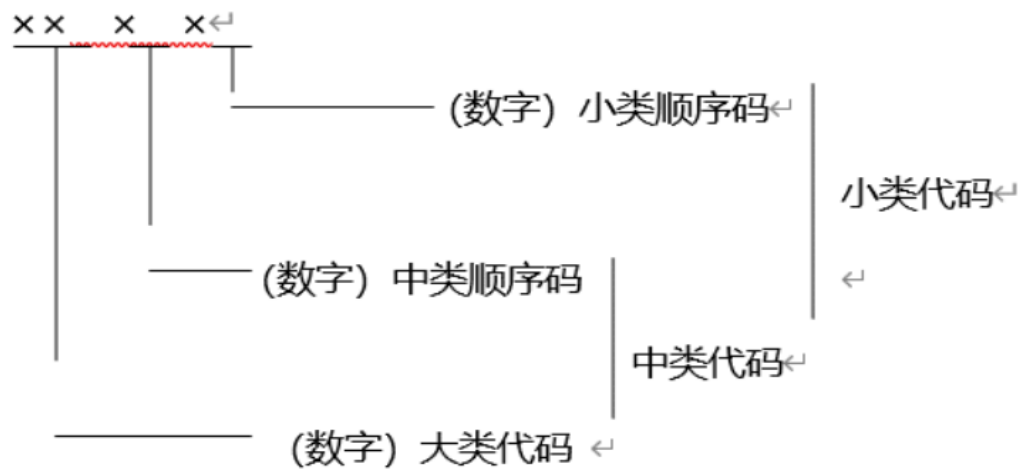 ×× × ×
(数字) 小类顺序码
小类代码
(数字) 中类顺序码
中类代码
(数字) 大类代码